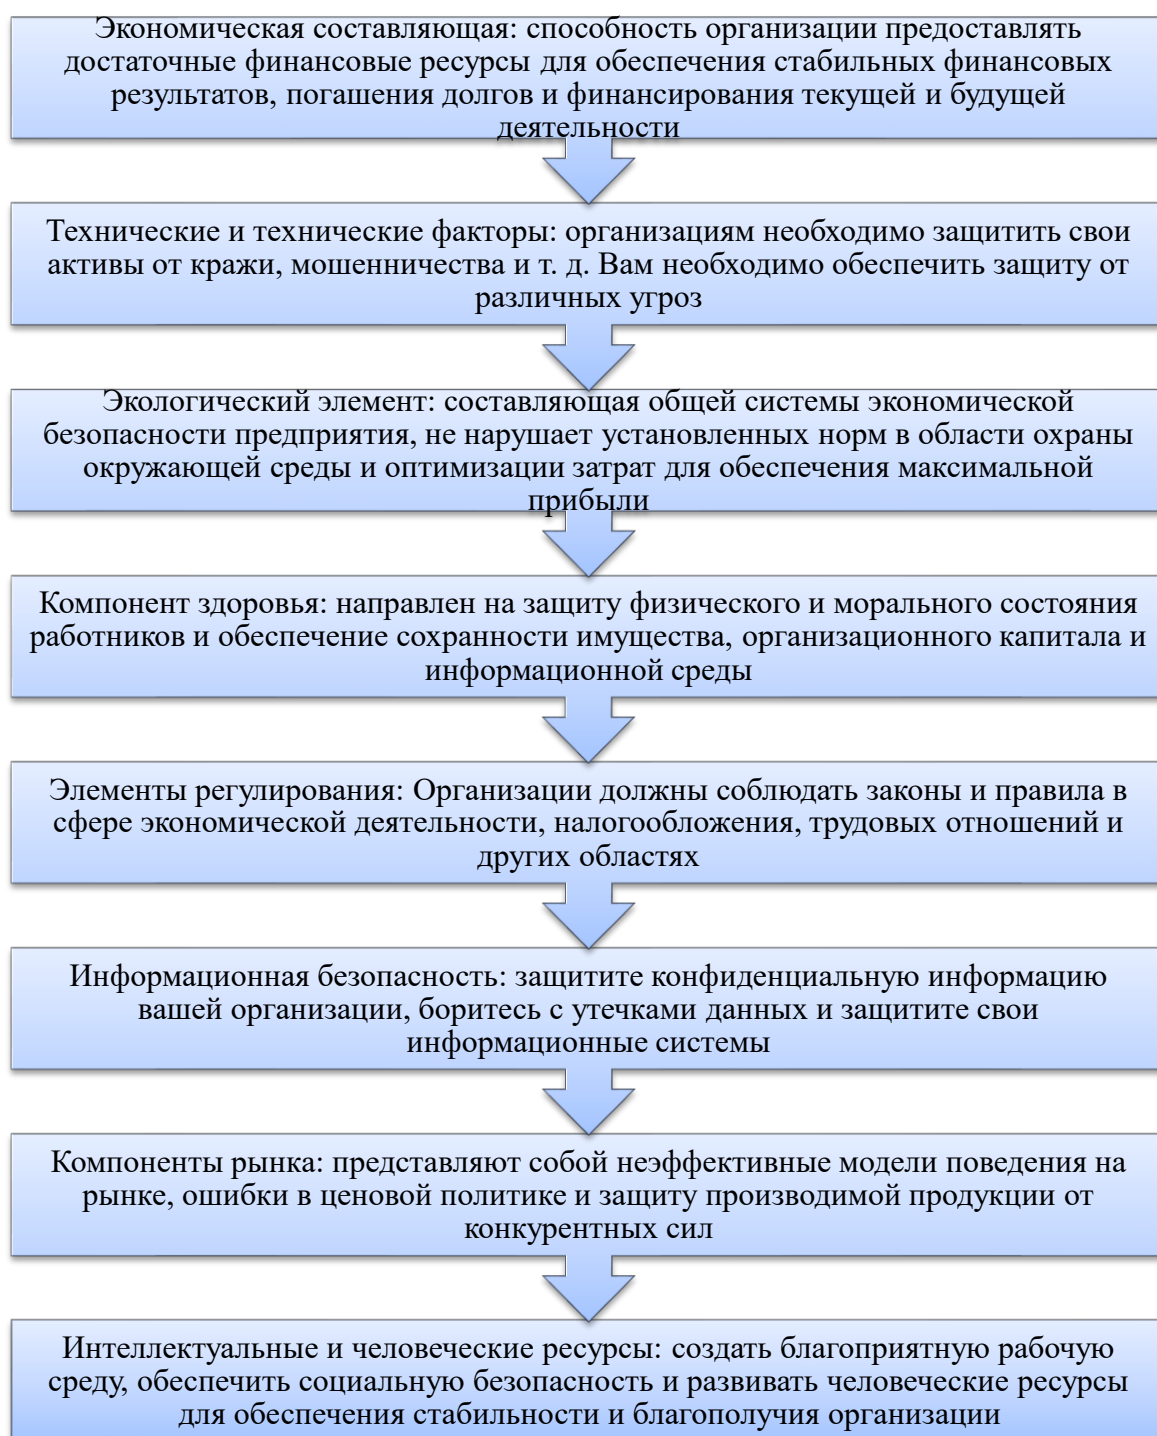 Экономическая составляющая: способность организации предоставлять
достаточные финансовые ресурсы для обеспечения стабильных финансовых
результатов, погашения долгов и финансирования текущей и будущей
деятельности
Технические и технические факторы: организациям необходимо защитить свои
активы от кражи, мошенничества и т. д. Вам необходимо обеспечить защиту от
различных угроз
Экологический элемент: составляющая общей системы экономической
безопасности предприятия, не нарушает установленных норм в области охраны
окружающей среды и оптимизации затрат для обеспечения максимальной
прибыли
Компонент здоровья: направлен на защиту физического и морального состояния
работников и обеспечение сохранности имущества, организационного капитала и
информационной среды
Элементы регулирования: Организации должны соблюдать законы и правила в
сфере экономической деятельности, налогообложения, трудовых отношений и
других областях
Информационная безопасность: защитите конфиденциальную информацию
вашей организации, боритесь с утечками данных и защитите свои
информационные системы
Компоненты рынка: представляют собой неэффективные модели поведения на
рынке, ошибки в ценовой политике и защиту производимой продукции от
конкурентных сил
Интеллектуальные и человеческие ресурсы: создать благоприятную рабочую
среду, обеспечить социальную безопасность и развивать человеческие ресурсы
для обеспечения стабильности и благополучия организации